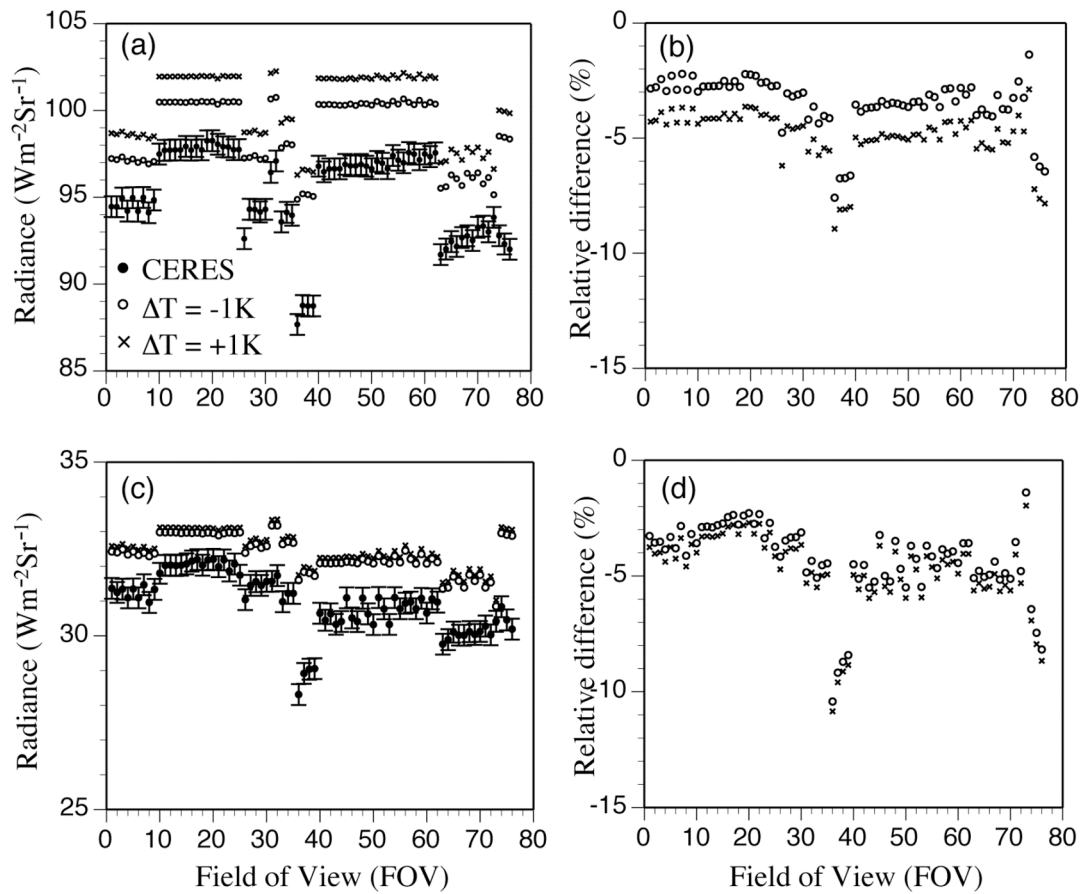 (a)
Radiance (Wm⁻²Sr⁻¹)
105
100
95
90
85
CERES
ΔT = -1K
ΔT = +1K
0 10 20 30 40 50 60 70 80
(b)
Relative difference (%)
0
-5
-10
-15
0 10 20 30 40 50 60 70 80
(c)
Radiance (Wm⁻²Sr⁻¹)
35
30
25
0 10 20 30 40 50 60 70 80
Field of View (FOV)
(d)
Relative difference (%)
0
-5
-10
-15
0 10 20 30 40 50 60 70 80
Field of View (FOV)